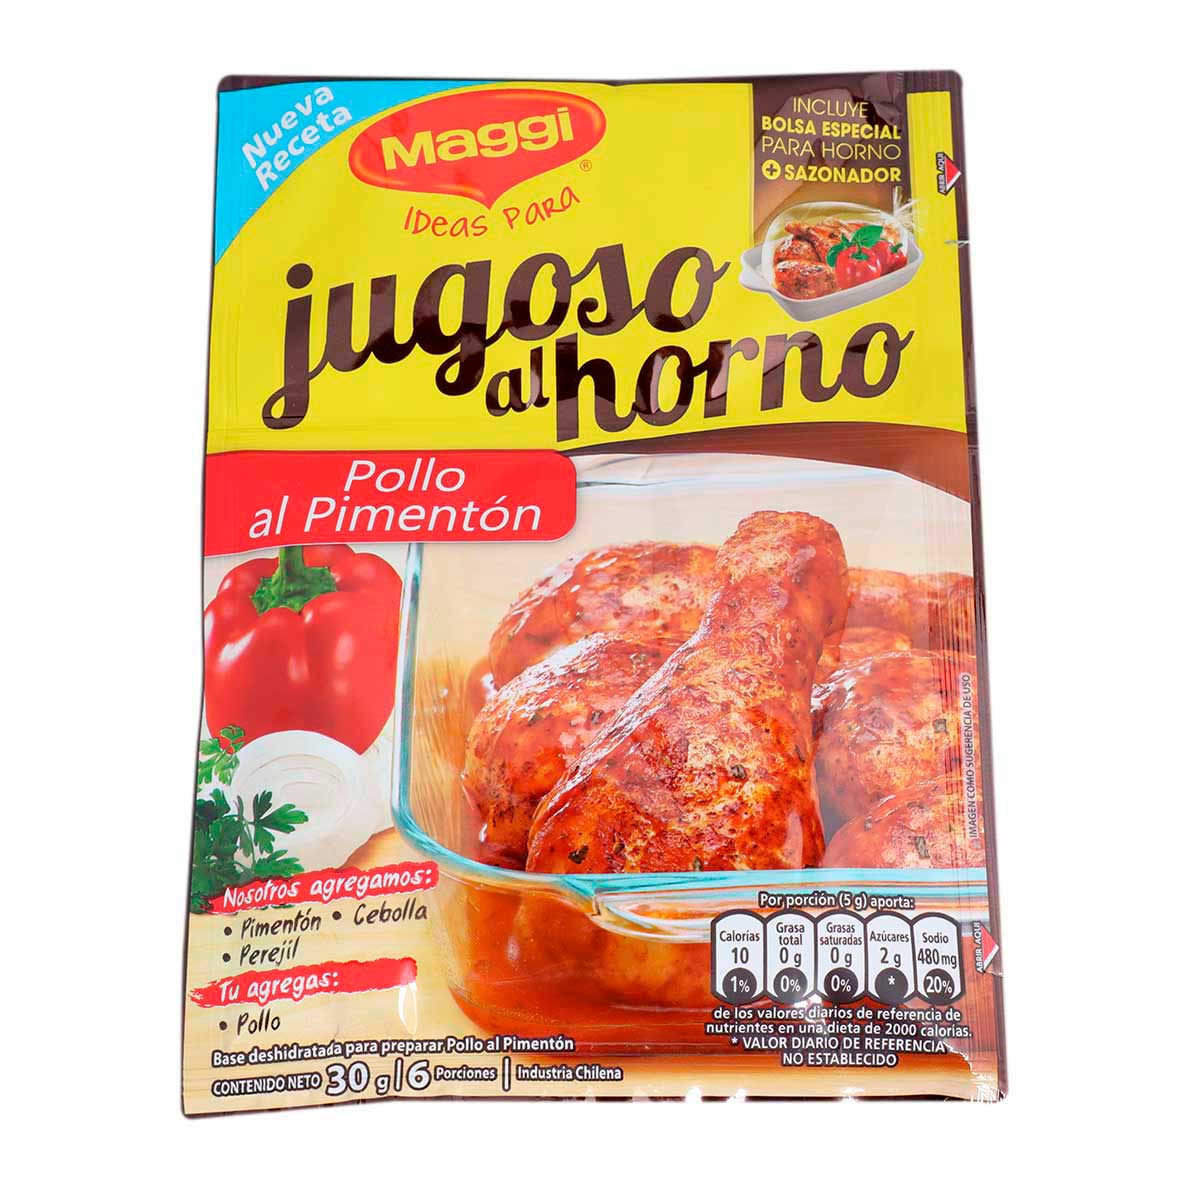 Nueva
Receta
Maggi
®
IDeas PaRa
jugoso
al horno
INCLUYE
BOLSA ESPECIAL
PARA HORNO
+ SAZONADOR
ABRIR AQUI
Pollo
al Pimentón
IMAGEN COMO SUGERENCIA DE USO
Nosotros agregamos:
• Pimentón • Cebolla
• Perejil
Tu agregas:
• Pollo
Base deshidratada para preparar Pollo al Pimentón
CONTENIDO NETO 30 g | 6 Porciones | Industria Chilena
Por porción (5 g) aporta:
Calorías 10 1%
Grasa total 0 g 0%
Grasas saturadas 0 g 0%
Azúcares 2 g *
Sodio 480 mg 20%
de los valores diarios de referencia de
nutrientes en una dieta de 2000 calorías.
* VALOR DIARIO DE REFERENCIA
NO ESTABLECIDO
ABRIR AQUI